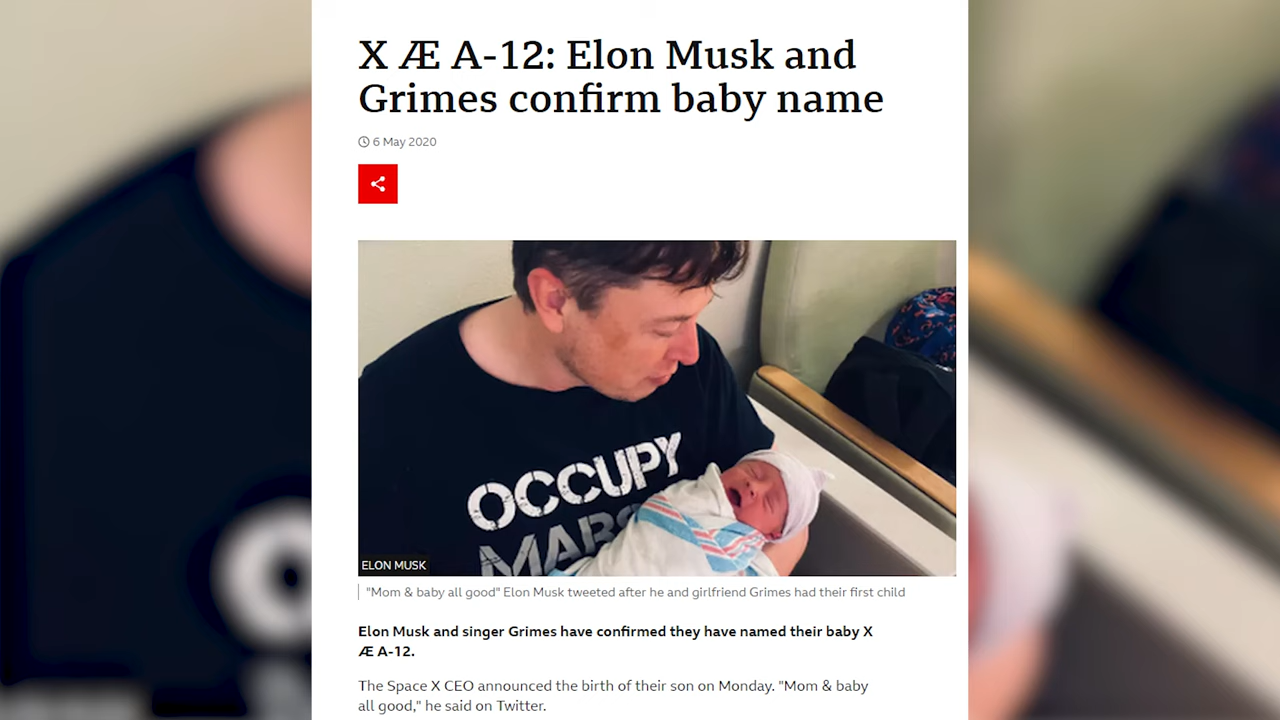 X Æ A-12: Elon Musk and
Grimes confirm baby name
6 May 2020
OCCUPY
MARS
ELON MUSK
"Mom & baby all good" Elon Musk tweeted after he and girlfriend Grimes had their first child
Elon Musk and singer Grimes have confirmed they have named their baby X
Æ A-12.
The Space X CEO announced the birth of their son on Monday. "Mom & baby
all good," he said on Twitter.